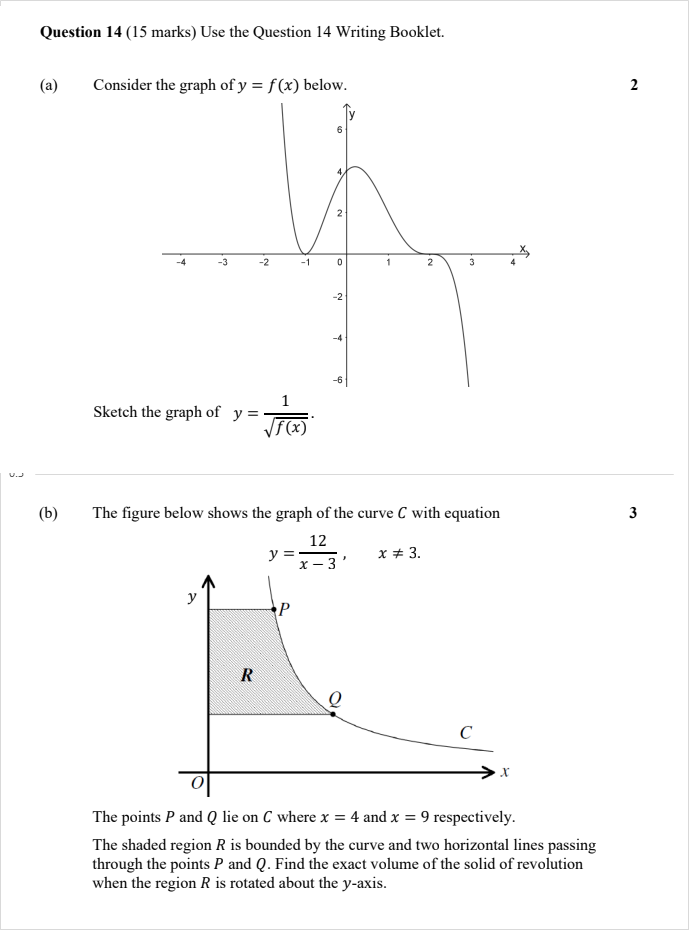 Question 14 (15 marks) Use the Question 14 Writing Booklet.
(a) Consider the graph of y = f(x) below. 2
y
6
4
2
x
-4 -3 -2 -1 0 1 2 3 4
-2
-4
-6
Sketch the graph of y = 1/√f(x).
(b) The figure below shows the graph of the curve C with equation 3
y = 12/(x − 3), x ≠ 3.
y
P
R
Q
C
O
x
The points P and Q lie on C where x = 4 and x = 9 respectively.
The shaded region R is bounded by the curve and two horizontal lines passing
through the points P and Q. Find the exact volume of the solid of revolution
when the region R is rotated about the y-axis.